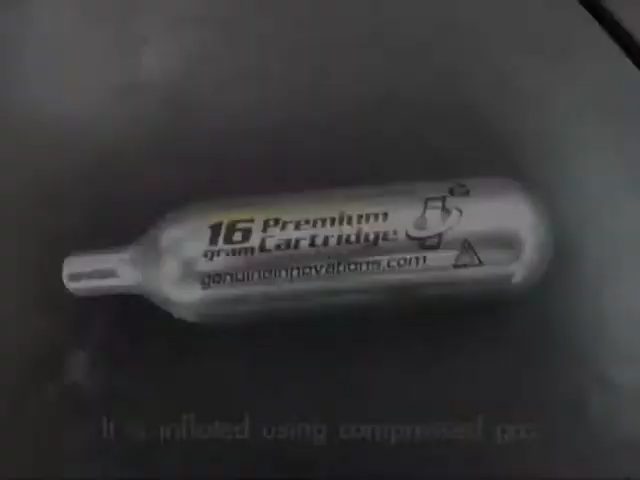 16 Premium
gram Cartridge
genuineinnovations.com
It is inflated using compressed gas